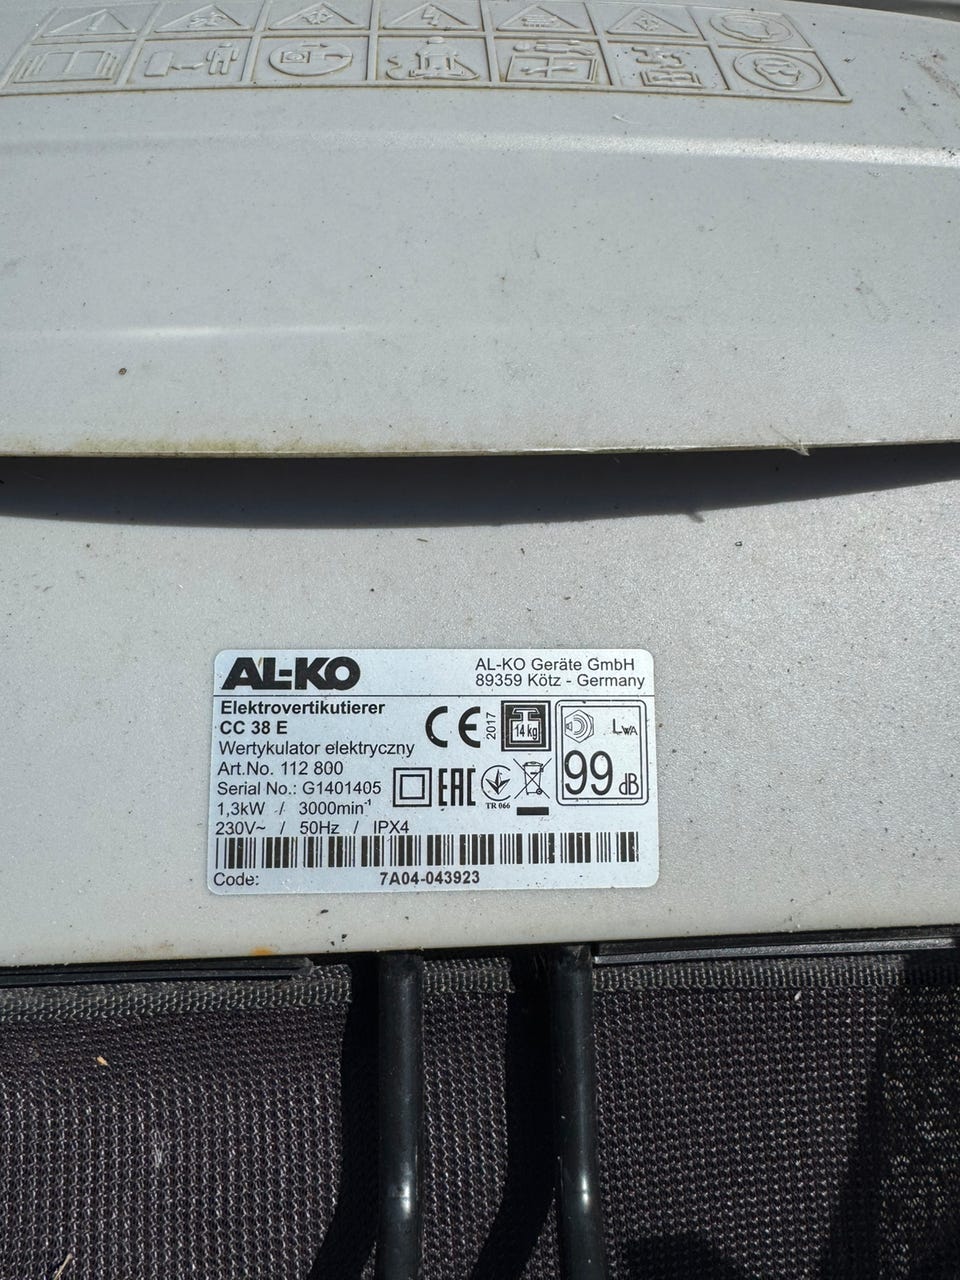 AL-KO
AL-KO Geräte GmbH
89359 Kötz - Germany
Elektrovertikutierer
CC 38 E
Wertykulator elektryczny
Art.No. 112 800
Serial No.: G1401405
1,3kW / 3000min⁻¹
230V~ / 50Hz / IPX4
CE
2017
14 kg
EAC
TR 066
LWA
99 dB
Code:
7A04-043923